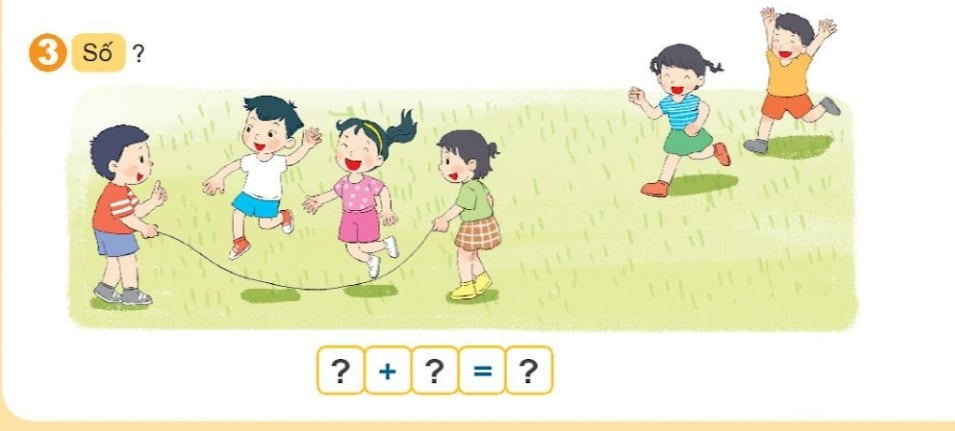 3 Số ?
? + ? = ?